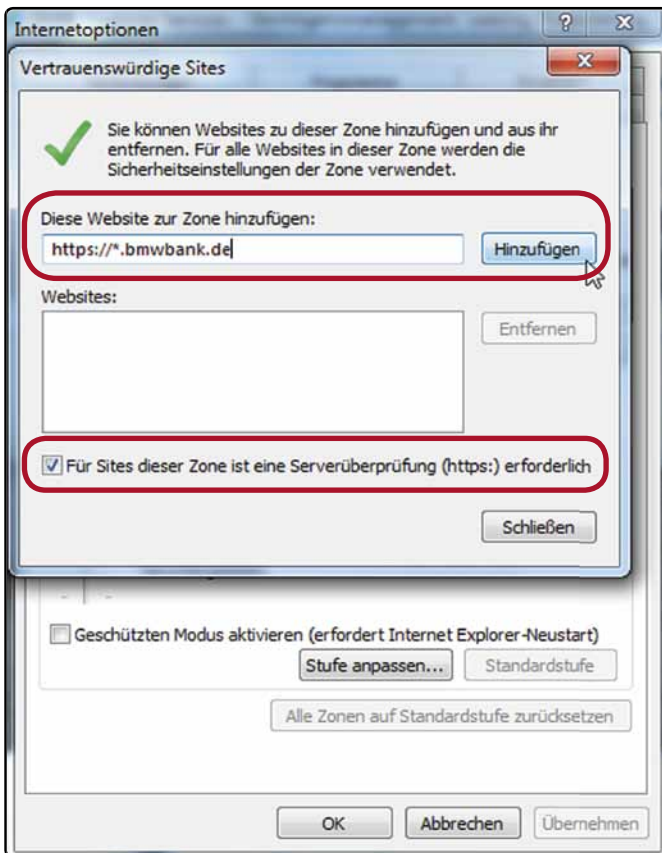 Internetoptionen
Vertrauenswürdige Sites
Sie können Websites zu dieser Zone hinzufügen und aus ihr
entfernen. Für alle Websites in dieser Zone werden die
Sicherheitseinstellungen der Zone verwendet.
Diese Website zur Zone hinzufügen:
https://*.bmwbank.de
Hinzufügen
Websites:
Entfernen
Für Sites dieser Zone ist eine Serverüberprüfung (https:) erforderlich
Schließen
Geschützten Modus aktivieren (erfordert Internet Explorer-Neustart)
Stufe anpassen... Standardstufe
Alle Zonen auf Standardstufe zurücksetzen
OK Abbrechen Übernehmen